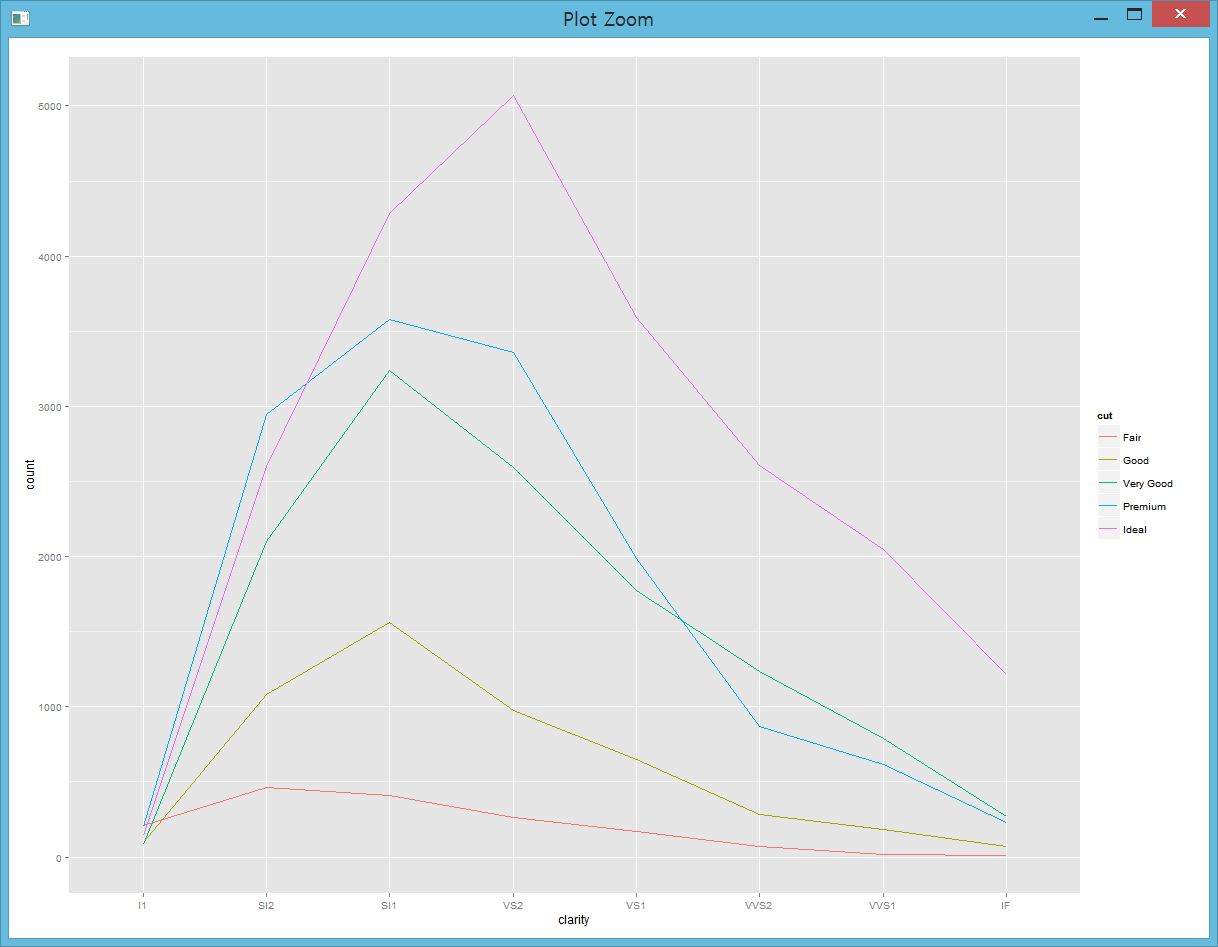 Plot Zoom
5000
4000
3000
2000
1000
0
count
I1
SI2
SI1
VS2
VS1
VVS2
VVS1
IF
clarity
cut
Fair
Good
Very Good
Premium
Ideal